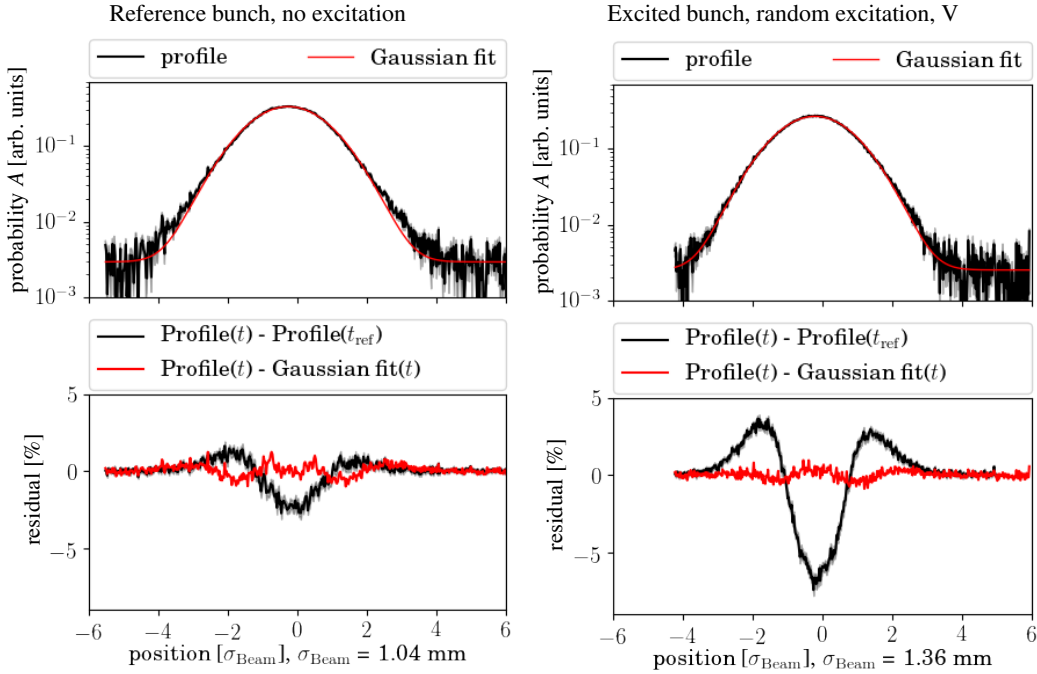 Reference bunch, no excitation
profile
Gaussian fit
probability A [arb. units]
10⁻¹
10⁻²
10⁻³
Profile(t) - Profile(t_ref)
Profile(t) - Gaussian fit(t)
residual [%]
5
0
−5
−6 −4 −2 0 2 4 6
position [σ_Beam], σ_Beam = 1.04 mm
Excited bunch, random excitation, V
profile
Gaussian fit
probability A [arb. units]
10⁻¹
10⁻²
10⁻³
Profile(t) - Profile(t_ref)
Profile(t) - Gaussian fit(t)
residual [%]
5
0
−5
−6 −4 −2 0 2 4 6
position [σ_Beam], σ_Beam = 1.36 mm